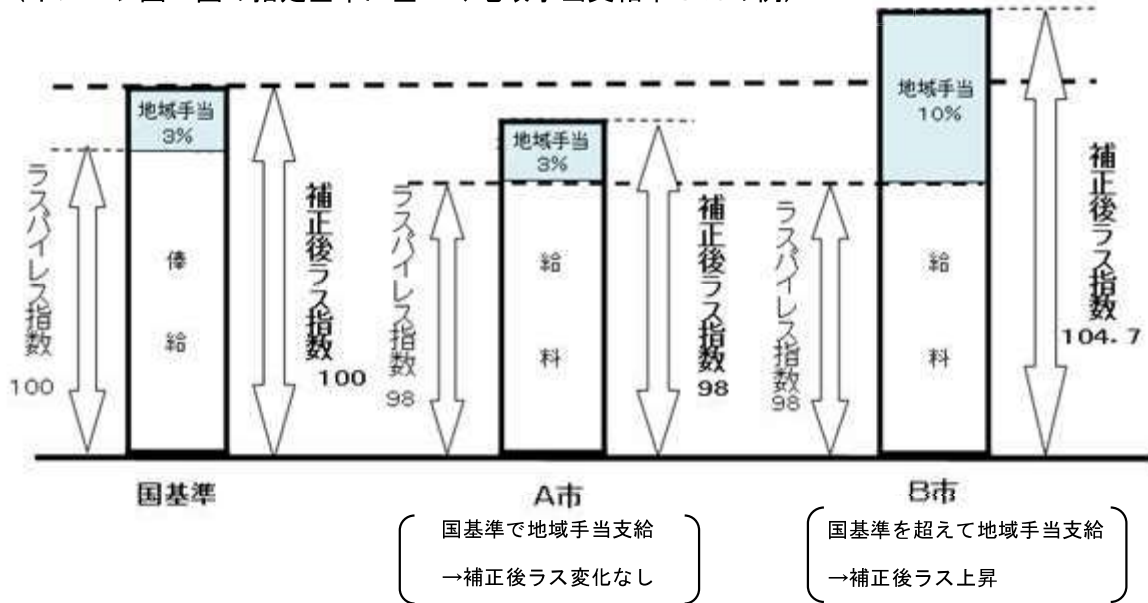 地域手当
3%
ラスパイレス指数
100
俸
給
補正後ラス指数
100
国基準
地域手当
3%
ラスパイレス指数
98
給
料
補正後ラス指数
98
A市
国基準で地域手当支給
→補正後ラス変化なし
地域手当
10%
ラスパイレス指数
98
給
料
補正後ラス指数
104.7
B市
国基準を超えて地域手当支給
→補正後ラス上昇